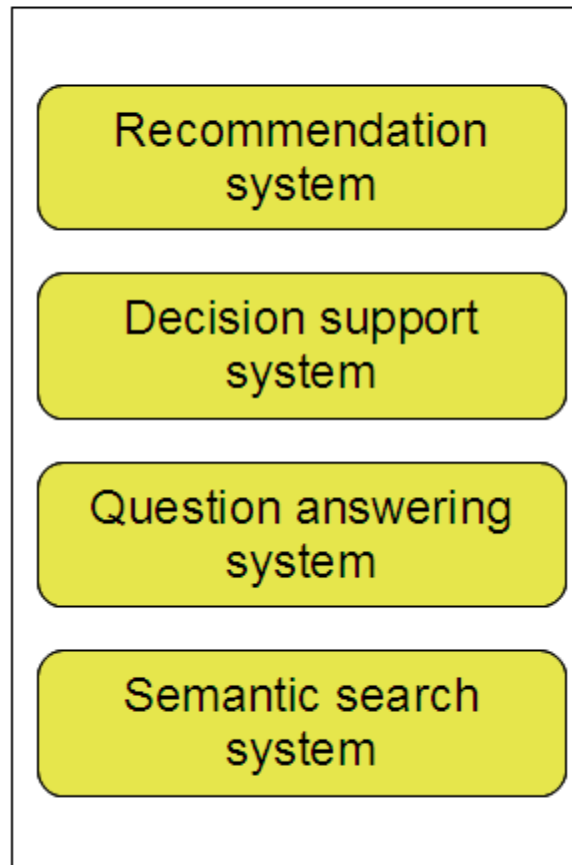 Recommendation
system
Decision support
system
Question answering
system
Semantic search
system